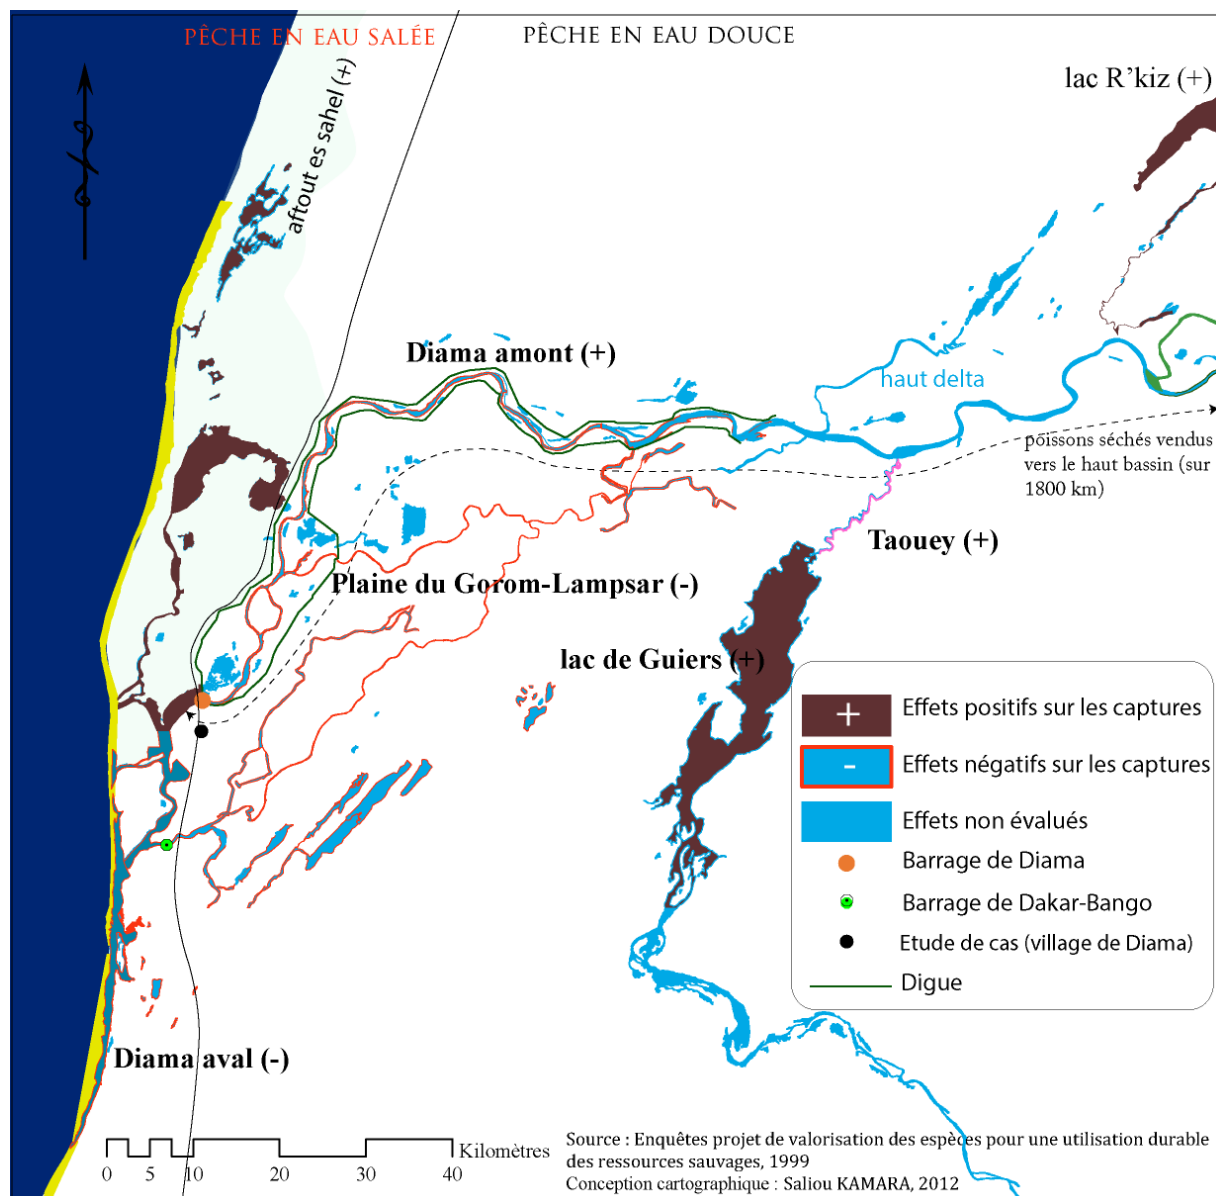 PÊCHE EN EAU SALÉE
PÊCHE EN EAU DOUCE
lac R'kiz (+)
aftout es sahel (+)
Diama amont (+)
haut delta
poissons séchés vendus
vers le haut bassin (sur
1800 km)
Taouey (+)
Plaine du Gorom-Lampsar (-)
lac de Guiers (+)
+ Effets positifs sur les captures
- Effets négatifs sur les captures
Effets non évalués
Barrage de Diama
Barrage de Dakar-Bango
Etude de cas (village de Diama)
Digue
Diama aval (-)
Kilomètres
0 5 10 20 30 40
Source : Enquêtes projet de valorisation des espèces pour une utilisation durable
des ressources sauvages, 1999
Conception cartographique : Saliou KAMARA, 2012